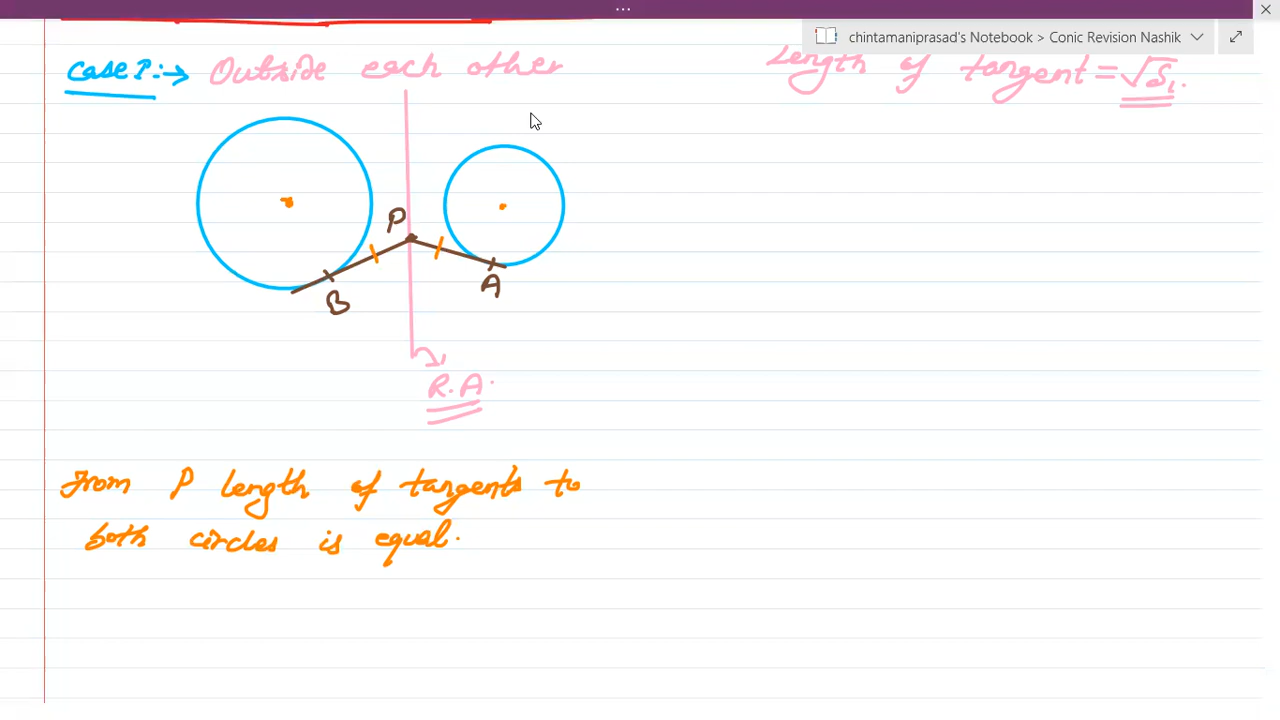 ...
chintamaniprasad's Notebook > Conic Revision Nashik
Case I :→ Outside each other
Length of tangent = √S₁.
P
B
A
R.A.
From P length of tangents to
both circles is equal.